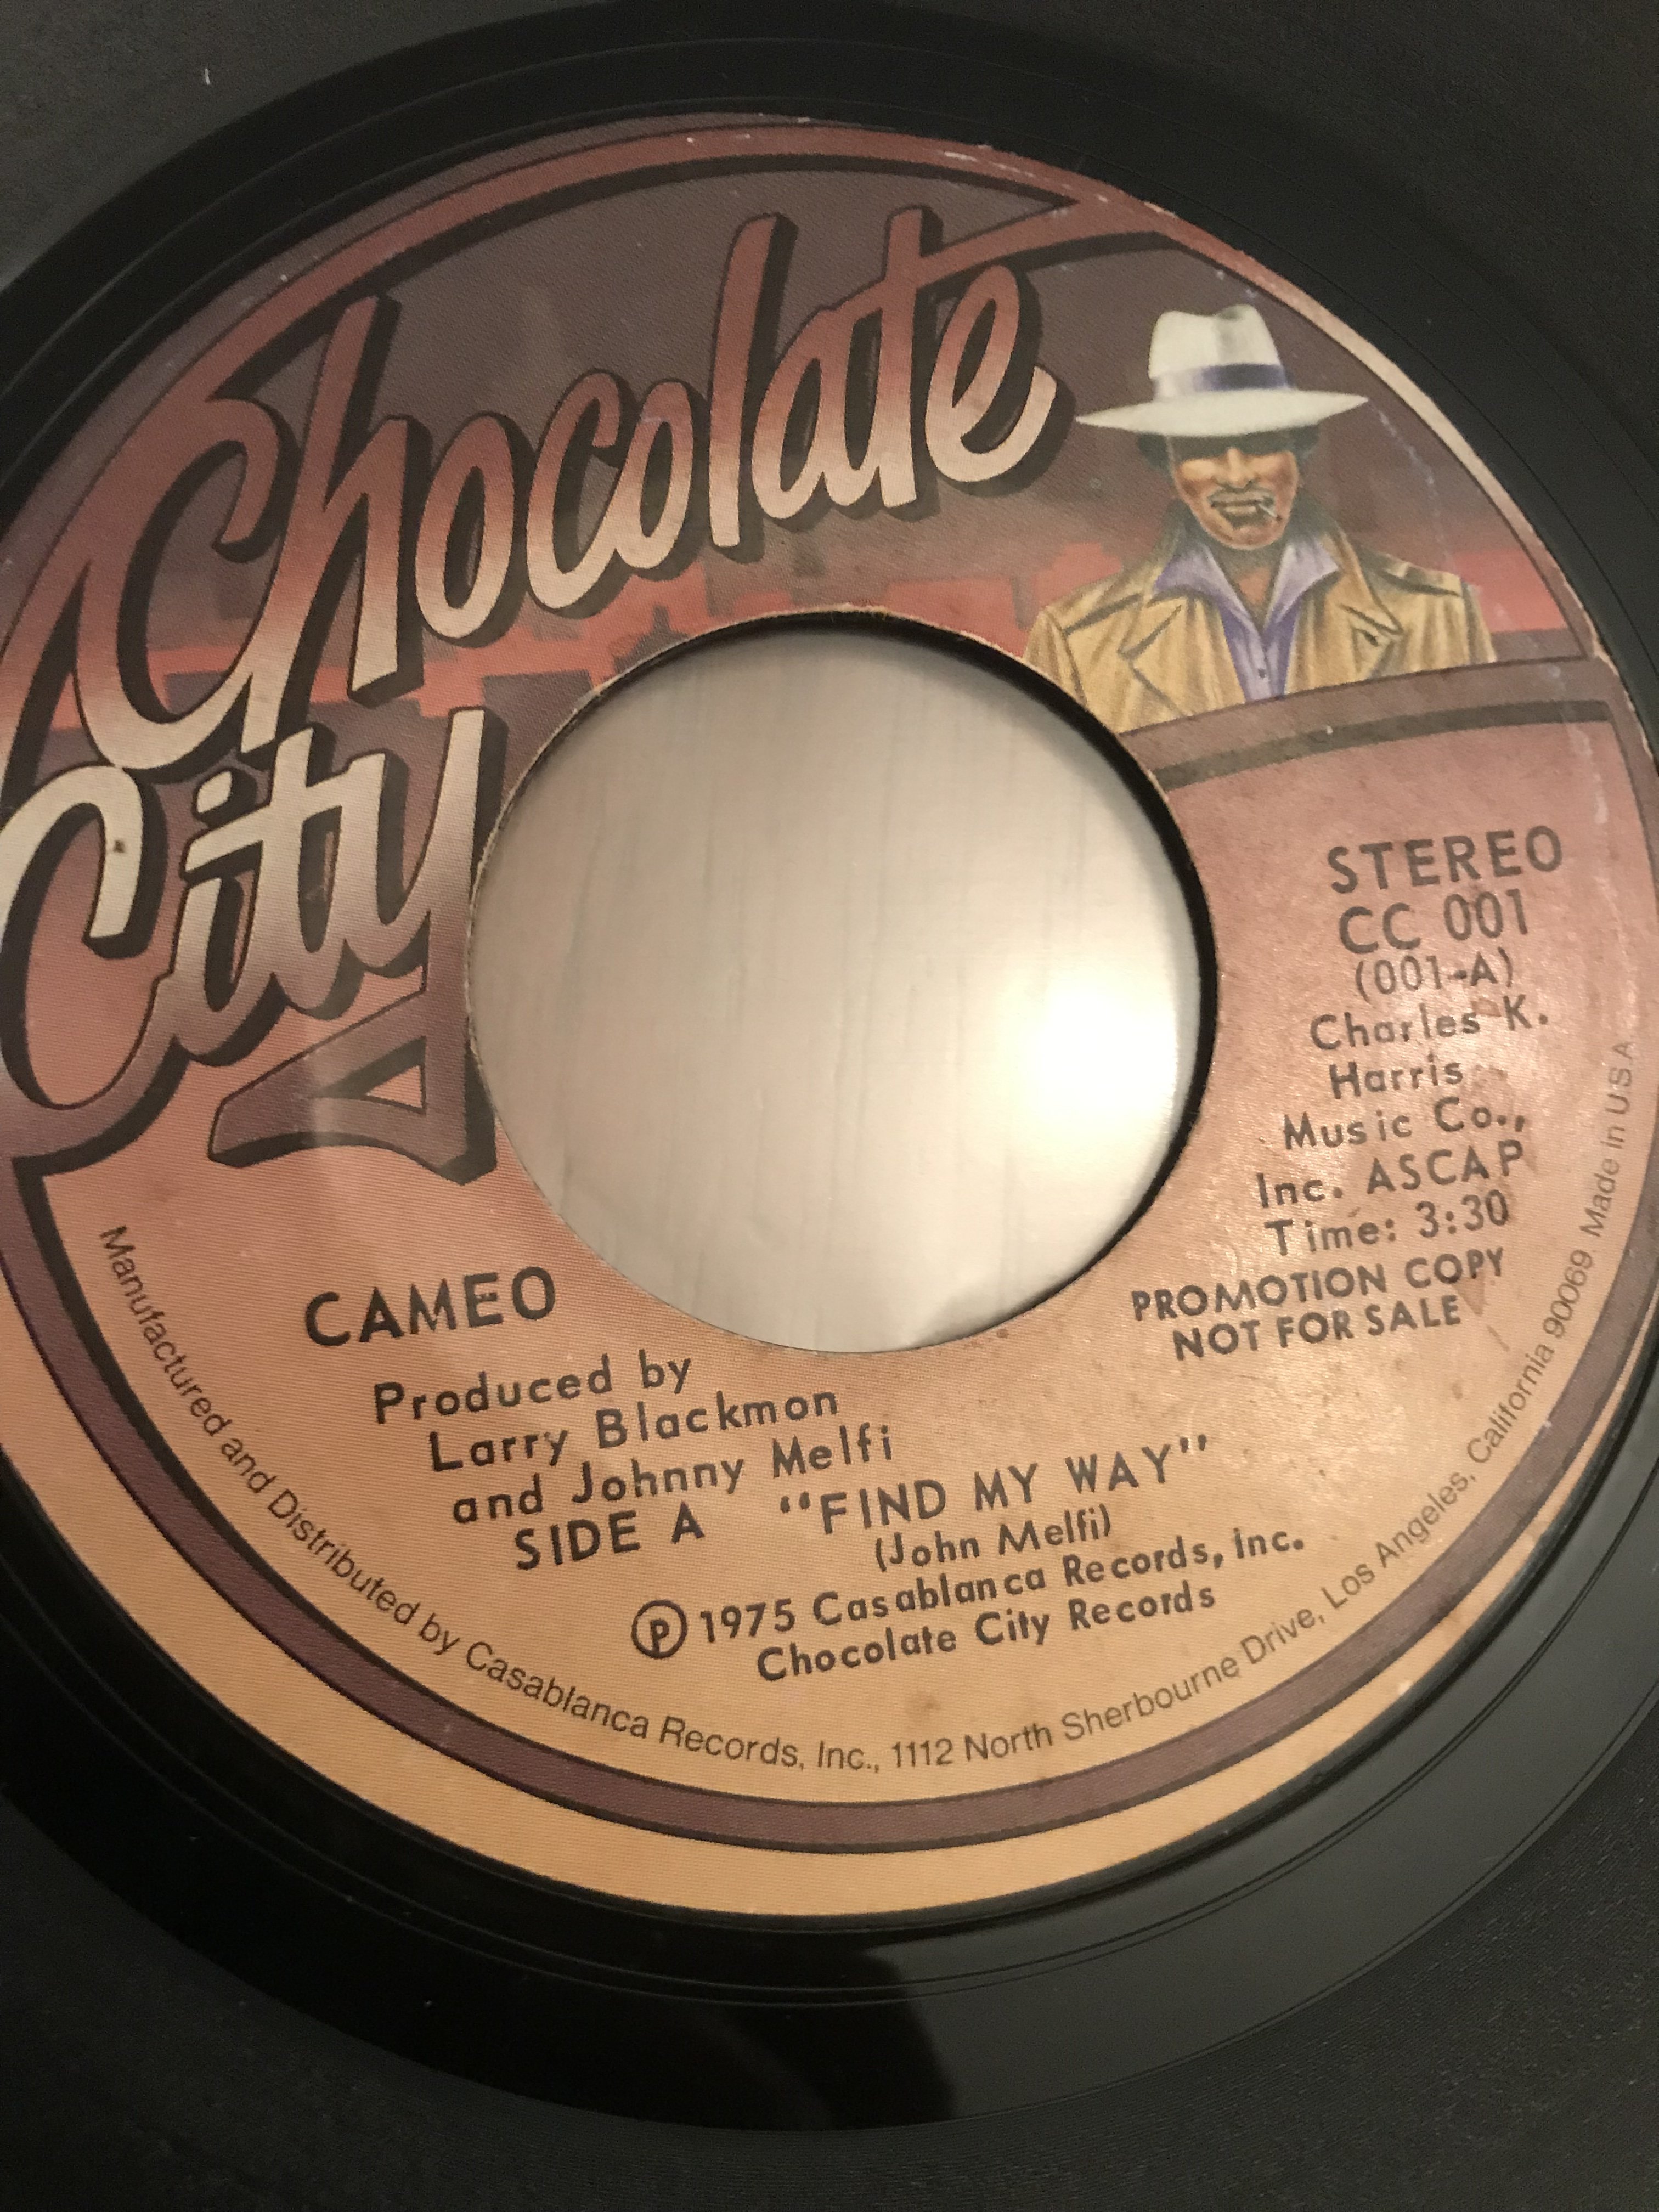 Chocolate
City
STEREO
CC 001
(001-A)
Charles K.
Harris
Music Co.,
Inc. ASCAP
Time: 3:30
PROMOTION COPY
NOT FOR SALE
CAMEO
Produced by
Larry Blackmon
and Johnny Melfi
SIDE A "FIND MY WAY"
(John Melfi)
Ⓟ 1975 Casablanca Records, Inc.
Chocolate City Records
Manufactured and Distributed by Casablanca Records, Inc., 1112 North Sherbourne Drive, Los Angeles, California 90069. Made in U.S.A.